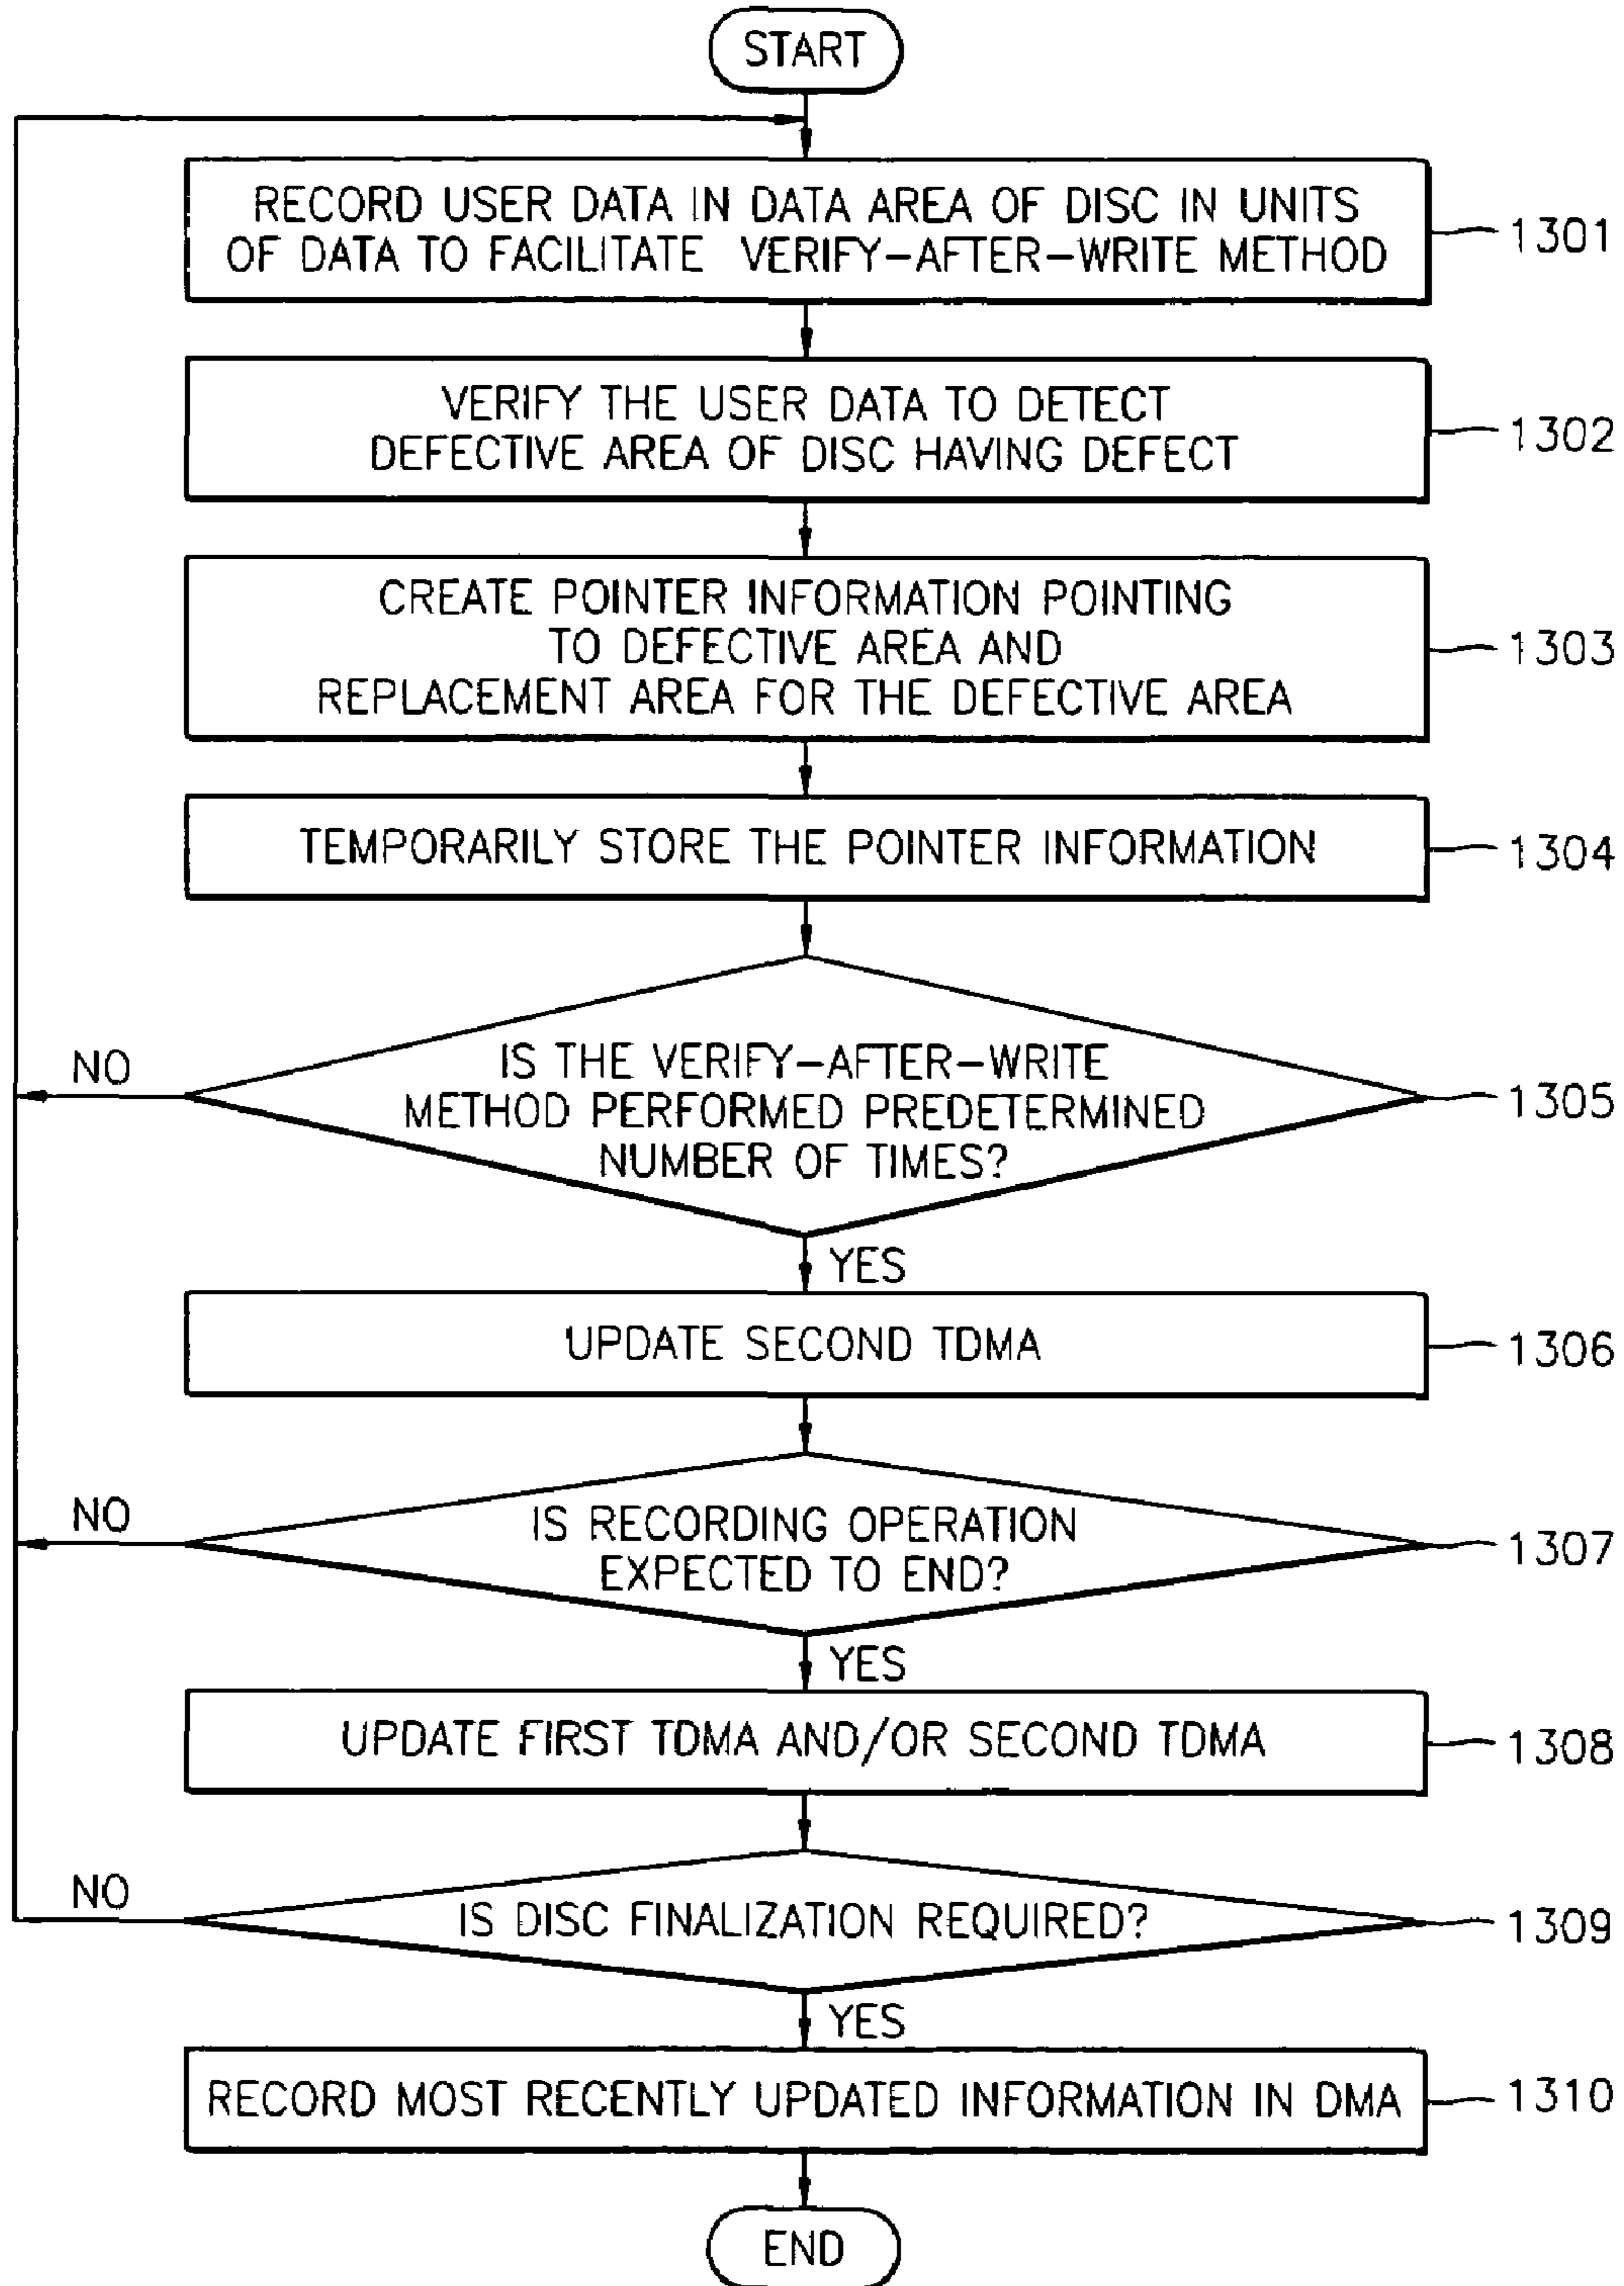 START
RECORD USER DATA IN DATA AREA OF DISC IN UNITS
OF DATA TO FACILITATE VERIFY-AFTER-WRITE METHOD
1301
VERIFY THE USER DATA TO DETECT
DEFECTIVE AREA OF DISC HAVING DEFECT
1302
CREATE POINTER INFORMATION POINTING
TO DEFECTIVE AREA AND
REPLACEMENT AREA FOR THE DEFECTIVE AREA
1303
TEMPORARILY STORE THE POINTER INFORMATION
1304
IS THE VERIFY-AFTER-WRITE
METHOD PERFORMED PREDETERMINED
NUMBER OF TIMES?
1305
NO
YES
UPDATE SECOND TDMA
1306
IS RECORDING OPERATION
EXPECTED TO END?
1307
NO
YES
UPDATE FIRST TDMA AND/OR SECOND TDMA
1308
IS DISC FINALIZATION REQUIRED?
1309
NO
YES
RECORD MOST RECENTLY UPDATED INFORMATION IN DMA
1310
END